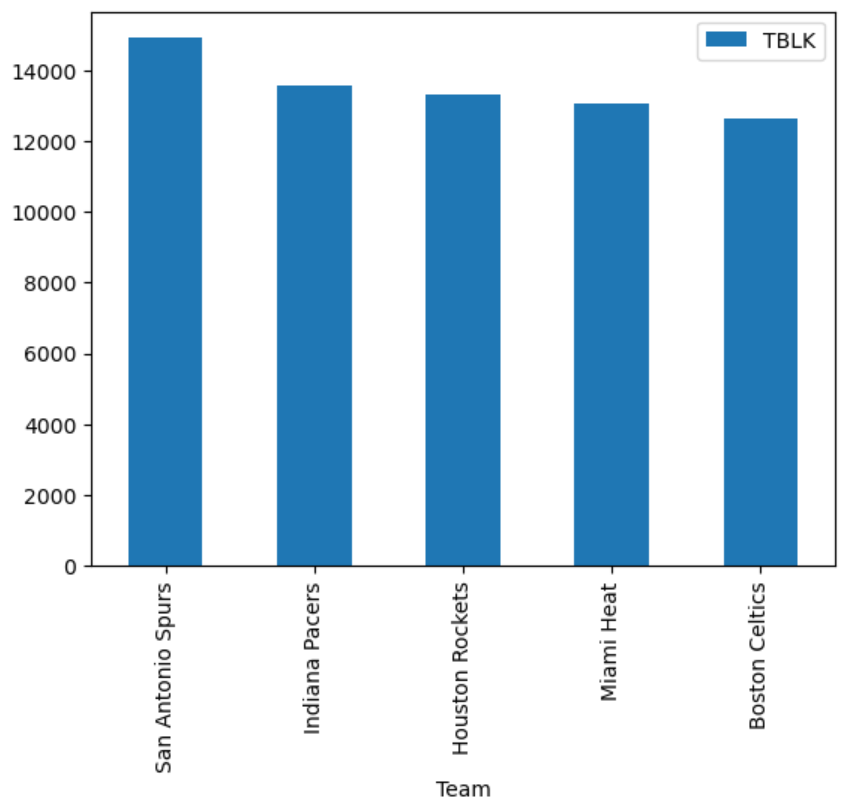 TBLK
14000
12000
10000
8000
6000
4000
2000
0
San Antonio Spurs
Indiana Pacers
Houston Rockets
Miami Heat
Boston Celtics
Team